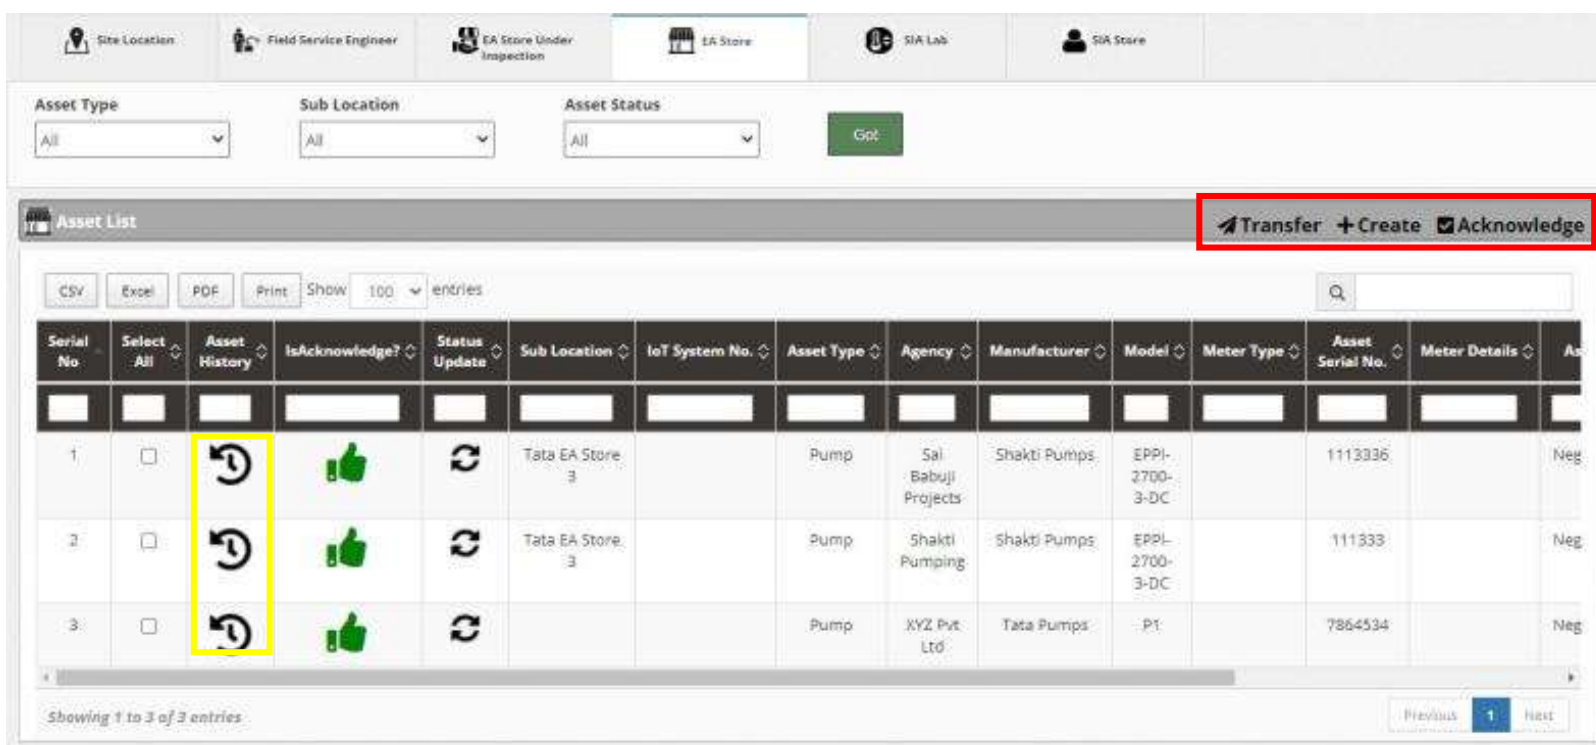 Site Location
Field Service Engineer
EA Store Under
Inspection
EA Store
SIA Lab
SIA Store
Asset Type
Sub Location
Asset Status
All
All
All
Go!
Asset List
Transfer
Create
Acknowledge
CSV
Excel
PDF
Print
Show 100 entries
Serial No
Select All
Asset History
IsAcknowledge?
Status Update
Sub Location
IoT System No.
Asset Type
Agency
Manufacturer
Model
Meter Type
Asset Serial No.
Meter Details
As
1
Tata EA Store 3
Pump
Sai Babuji Projects
Shakti Pumps
EPPI-2700-3-DC
1113336
Neg
2
Tata EA Store 3
Pump
Shakti Pumping
Shakti Pumps
EPPI-2700-3-DC
111333
Neg
3
Pump
XYZ Pvt Ltd
Tata Pumps
P1
7864534
Neg
Showing 1 to 3 of 3 entries
Previous
1
Next